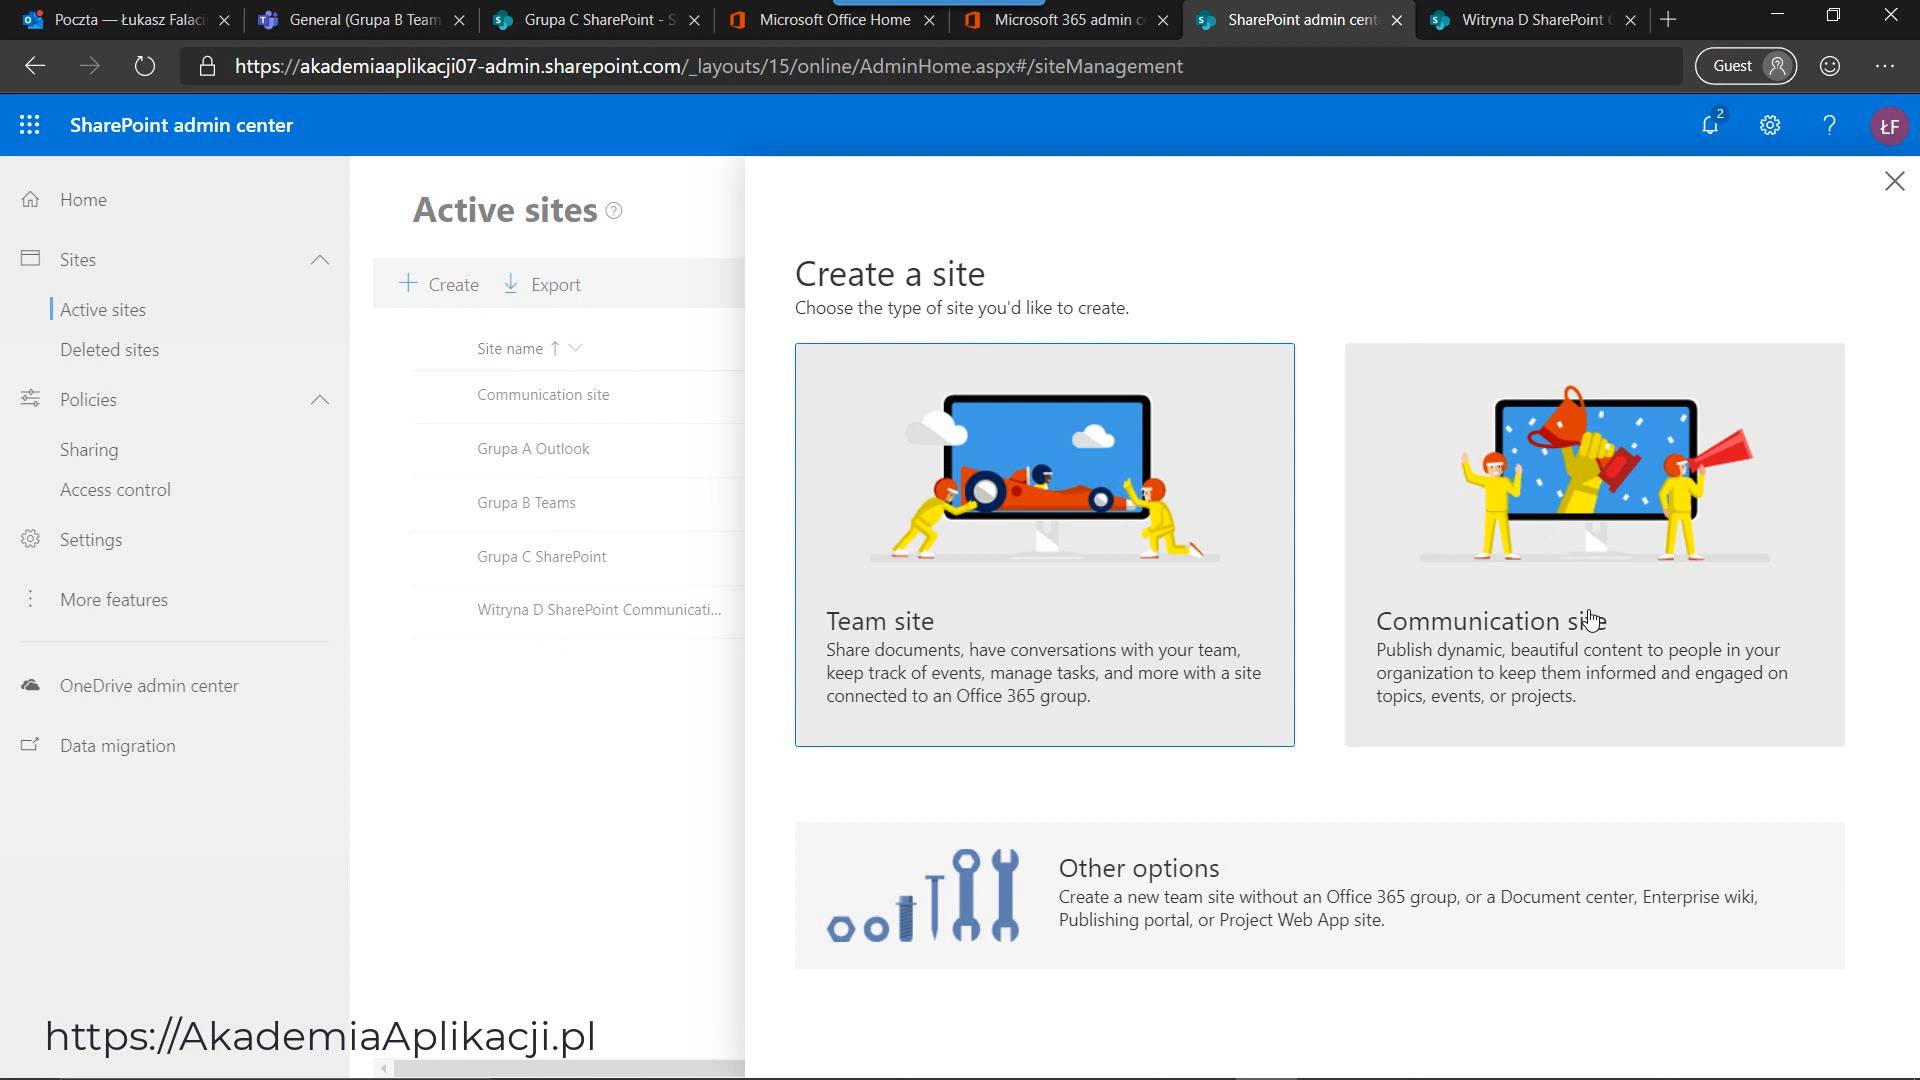 Poczta — Łukasz Falaci
General (Grupa B Team
Grupa C SharePoint - S
Microsoft Office Home
Microsoft 365 admin c
SharePoint admin cent
Witryna D SharePoint C
https://akademiaaplikacji07-admin.sharepoint.com/_layouts/15/online/AdminHome.aspx#/siteManagement
Guest
SharePoint admin center
2
ŁF
Home
Sites
Active sites
Deleted sites
Policies
Sharing
Access control
Settings
More features
OneDrive admin center
Data migration
Active sites
Create
Export
Site name
Communication site
Grupa A Outlook
Grupa B Teams
Grupa C SharePoint
Witryna D SharePoint Communicati...
Create a site
Choose the type of site you'd like to create.
Team site
Share documents, have conversations with your team,
keep track of events, manage tasks, and more with a site
connected to an Office 365 group.
Communication site
Publish dynamic, beautiful content to people in your
organization to keep them informed and engaged on
topics, events, or projects.
Other options
Create a new team site without an Office 365 group, or a Document center, Enterprise wiki,
Publishing portal, or Project Web App site.
https://AkademiaAplikacji.pl